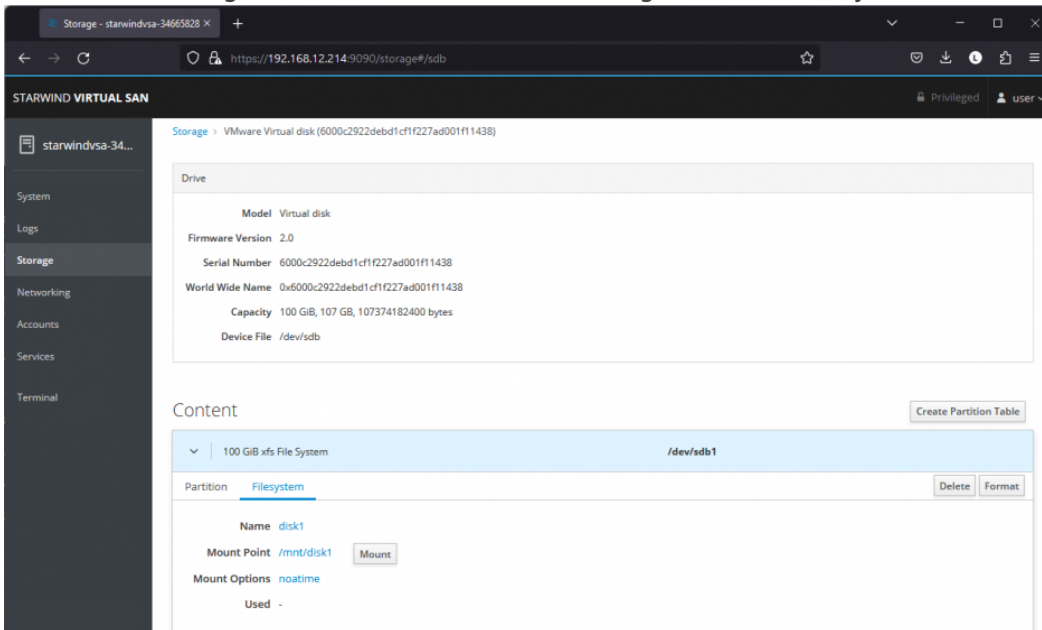 Storage - starwindvsa-34665828 × +
https://192.168.12.214:9090/storage#/sdb
STARWIND VIRTUAL SAN
Privileged
user
starwindvsa-34...
System
Logs
Storage
Networking
Accounts
Services
Terminal
Storage > VMware Virtual disk (6000c2922debd1cf1f227ad001f11438)
Drive
Model Virtual disk
Firmware Version 2.0
Serial Number 6000c2922debd1cf1f227ad001f11438
World Wide Name 0x6000c2922debd1cf1f227ad001f11438
Capacity 100 GiB, 107 GB, 107374182400 bytes
Device File /dev/sdb
Content
Create Partition Table
100 GiB xfs File System /dev/sdb1
Partition Filesystem Delete Format
Name disk1
Mount Point /mnt/disk1 Mount
Mount Options noatime
Used -